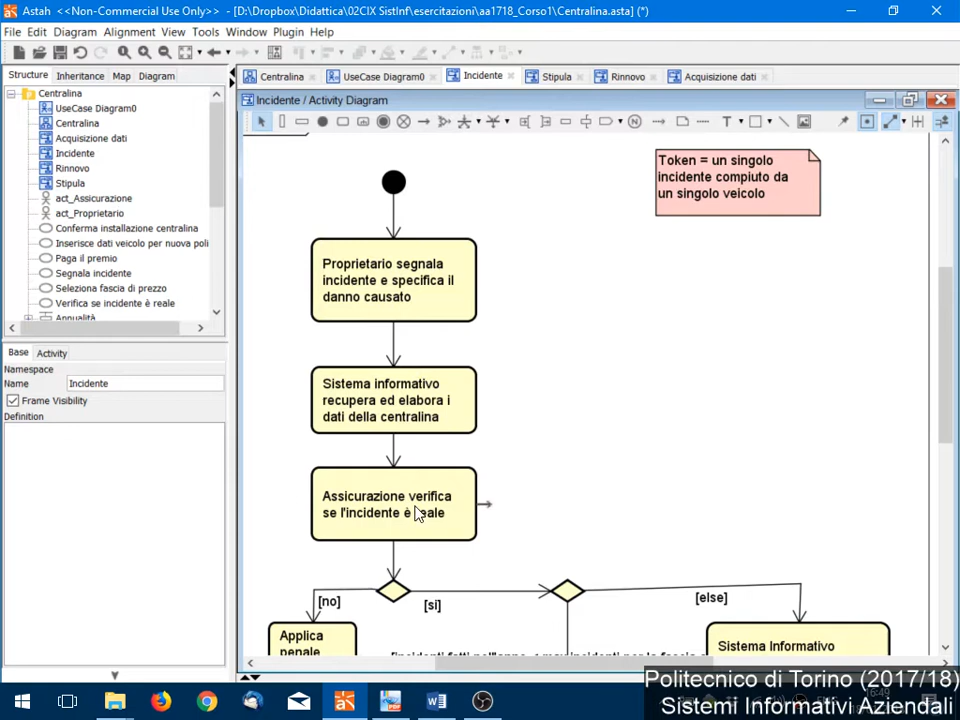 Astah <<Non-Commercial Use Only>> - [D:\Dropbox\Didattica\02CIX SistInf\esercitazioni\aa1718_Corso1\Centralina.asta] (*)
File Edit Diagram Alignment View Tools Window Plugin Help
Structure Inheritance Map Diagram
Centralina
UseCase Diagram0
Centralina
Acquisizione dati
Incidente
Rinnovo
Stipula
act_Assicurazione
act_Proprietario
Conferma installazione centralina
Inserisce dati veicolo per nuova poli
Paga il premio
Segnala incidente
Seleziona fascia di prezzo
Verifica se incidente è reale
Annualità
Base Activity
Namespace
Name Incidente
Frame Visibility
Definition
Centralina UseCase Diagram0 Incidente Stipula Rinnovo Acquisizione dati
Incidente / Activity Diagram
Token = un singolo
incidente compiuto da
un singolo veicolo
Proprietario segnala
incidente e specifica il
danno causato
Sistema informativo
recupera ed elabora i
dati della centralina
Assicurazione verifica
se l'incidente è reale
[no]
[si]
[else]
Applica
penale
Sistema Informativo
Politecnico di Torino (2017/18)
Sistemi Informativi Aziendali
16:49